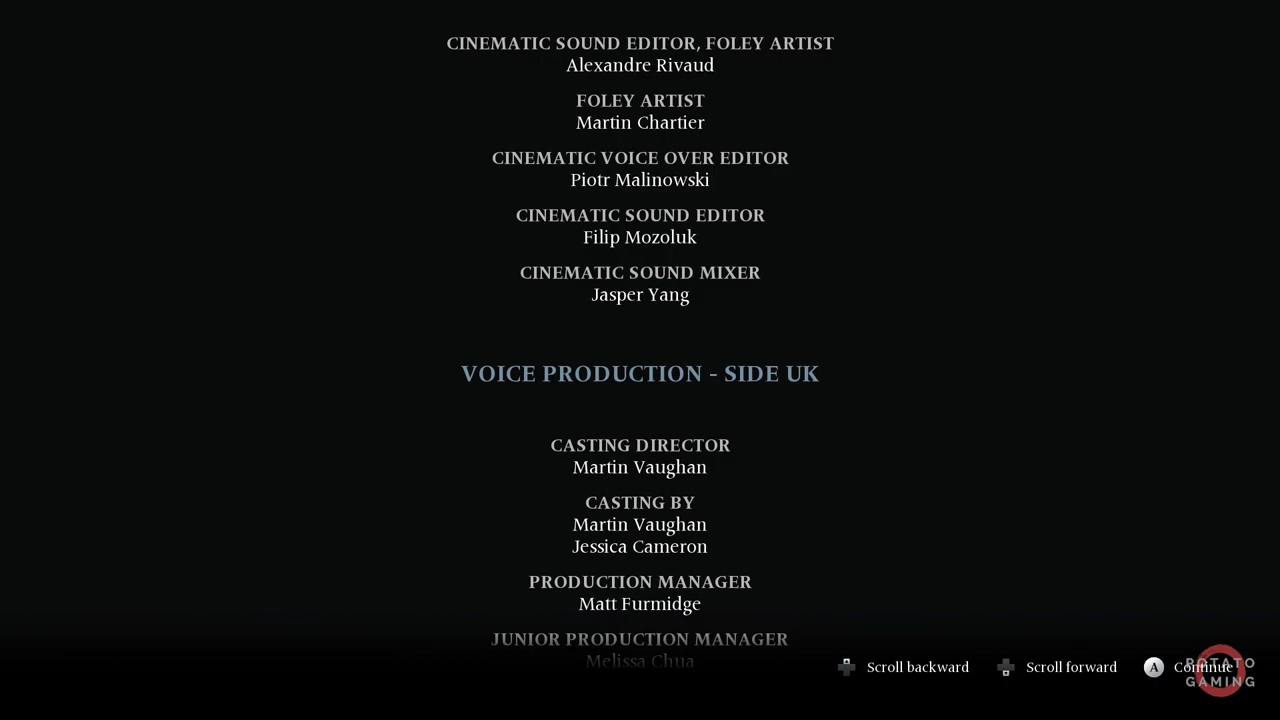 CINEMATIC SOUND EDITOR, FOLEY ARTIST
Alexandre Rivaud
FOLEY ARTIST
Martin Chartier
CINEMATIC VOICE OVER EDITOR
Piotr Malinowski
CINEMATIC SOUND EDITOR
Filip Mozoluk
CINEMATIC SOUND MIXER
Jasper Yang
VOICE PRODUCTION - SIDE UK
CASTING DIRECTOR
Martin Vaughan
CASTING BY
Martin Vaughan
Jessica Cameron
PRODUCTION MANAGER
Matt Furmidge
JUNIOR PRODUCTION MANAGER
Melissa Chua
Scroll backward Scroll forward A Continue
POTATO
GAMING